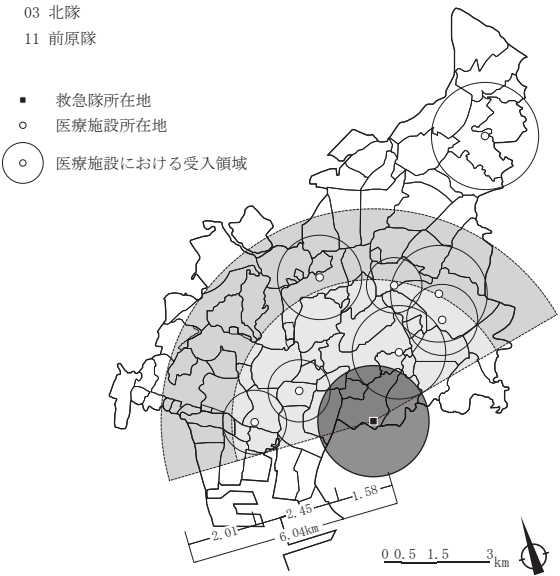 03 北隊
11 前原隊
救急隊所在地
医療施設所在地
医療施設における受入領域
1.58
2.45
2.01
6.04km
0 0.5 1.5 3km